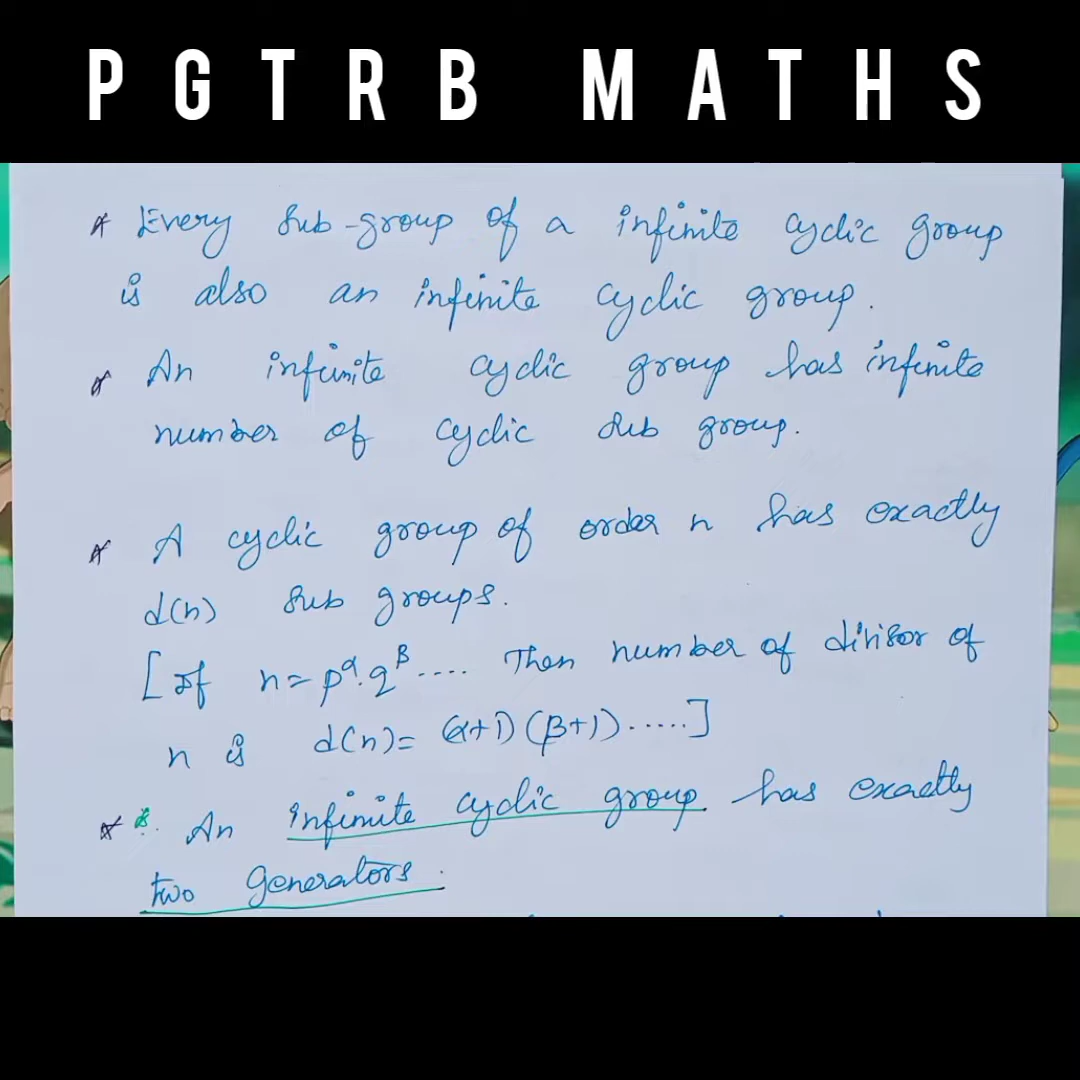 PGTRB MATHS
* Every sub-group of a infinite cyclic group
is also an infinite cyclic group.
* An infinite cyclic group has infinite
number of cyclic sub group.
* A cyclic group of order n has exactly
d(n) sub groups.
[If n = p^α.q^β.... Then number of divisor of
n is d(n) = (α+1)(β+1).....]
* An infinite cyclic group has exactly
two generators.